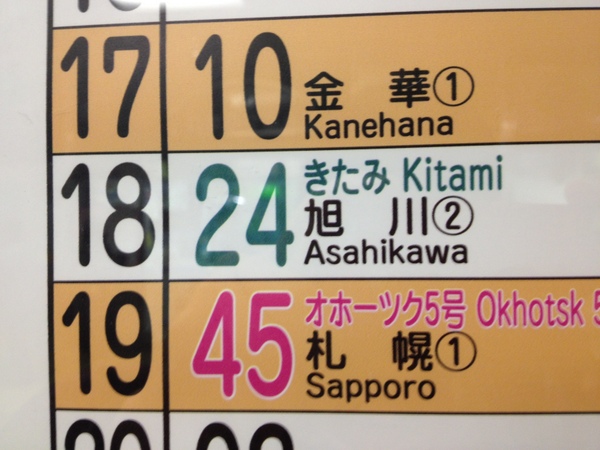 17 10 金 華①
Kanehana
18 24 きたみ Kitami
旭 川②
Asahikawa
19 45 オホーツク5号 Okhotsk 5
札 幌①
Sapporo